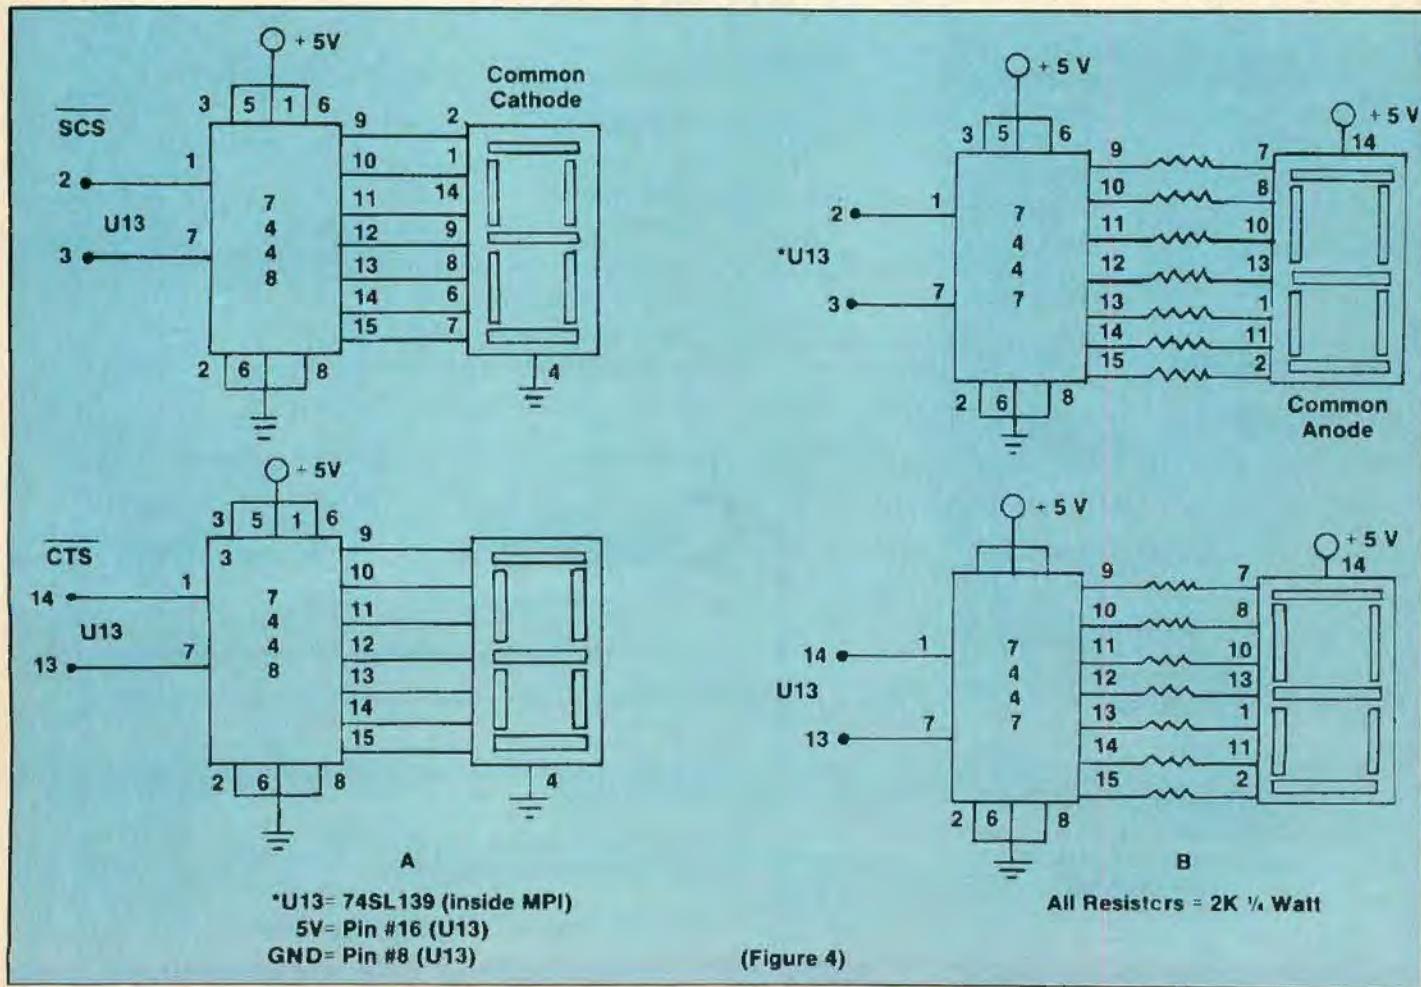 + 5V
Common
Cathode
SCS
3 5 1 6
9 2
10 1
11 14
12 9
13 8
14 6
15 7
2 1
U13
3 7
7
4
4
8
2 6 8
4
+ 5 V
3 5 6
+ 5 V
14
9 7
10 8
11 10
12 13
13 1
14 11
15 2
2 1
*U13
3 7
7
4
4
7
2 6 8
Common
Anode
+ 5V
3 5 1 6
CTS
3
9
10
11
12
13
14
15
14 1
U13
13 7
7
4
4
8
2 6 8
4
A
*U13= 74SL139 (inside MPI)
5V= Pin #16 (U13)
GND= Pin #8 (U13)
+ 5 V
+ 5 V
14
9 7
10 8
11 10
12 13
13 1
14 11
15 2
14 1
U13
13 7
7
4
4
7
2 6 8
B
All Resistors = 2K ¼ Watt
(Figure 4)